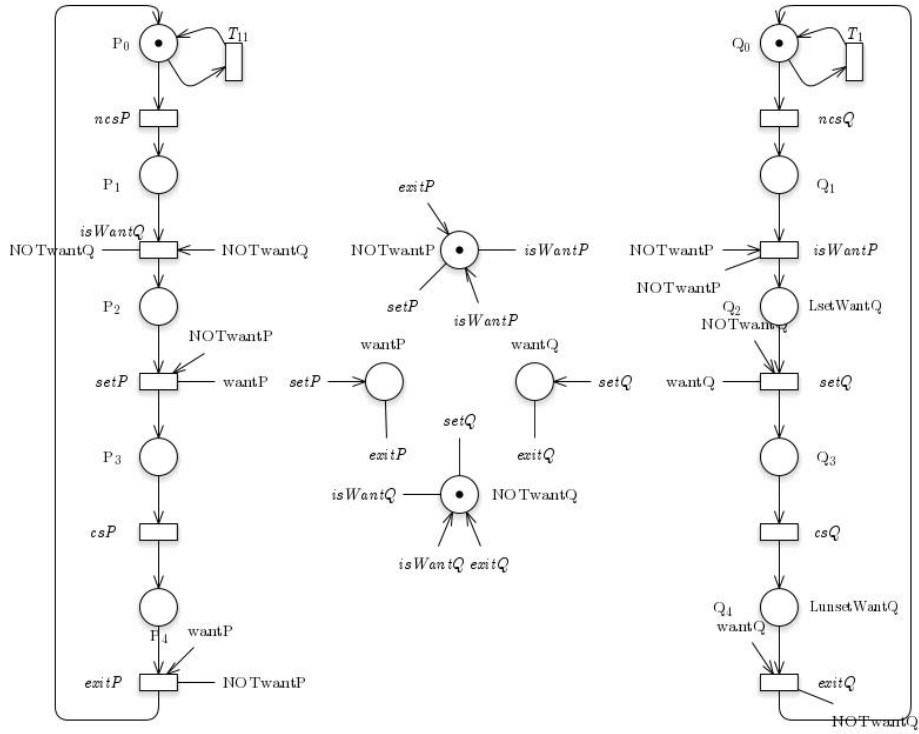 P0 T11 Q0 T1
ncsP ncsQ
P1 exitP Q1
isWantQ
NOTwantQ NOTwantQ NOTwantP isWantP NOTwantP isWantP
NOTwantP
P2 setP Q2 LsetWantQ
isWantP
NOTwantP wantP wantQ NOTwantQ
setP wantP setP setQ wantQ setQ
setQ
P3 exitP exitQ Q3
isWantQ NOTwantQ
csP csQ
isWantQ exitQ
Q4 LunsetWantQ
P4 wantP wantQ
exitP NOTwantP exitQ
NOTwantQ